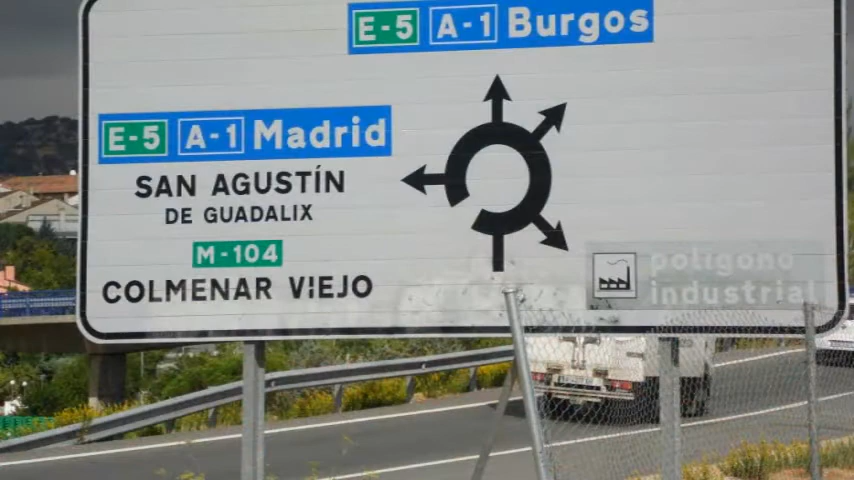 E-5 A-1 Burgos
E-5 A-1 Madrid
SAN AGUSTÍN
DE GUADALIX
M-104
COLMENAR VIEJO
polígono
industrial